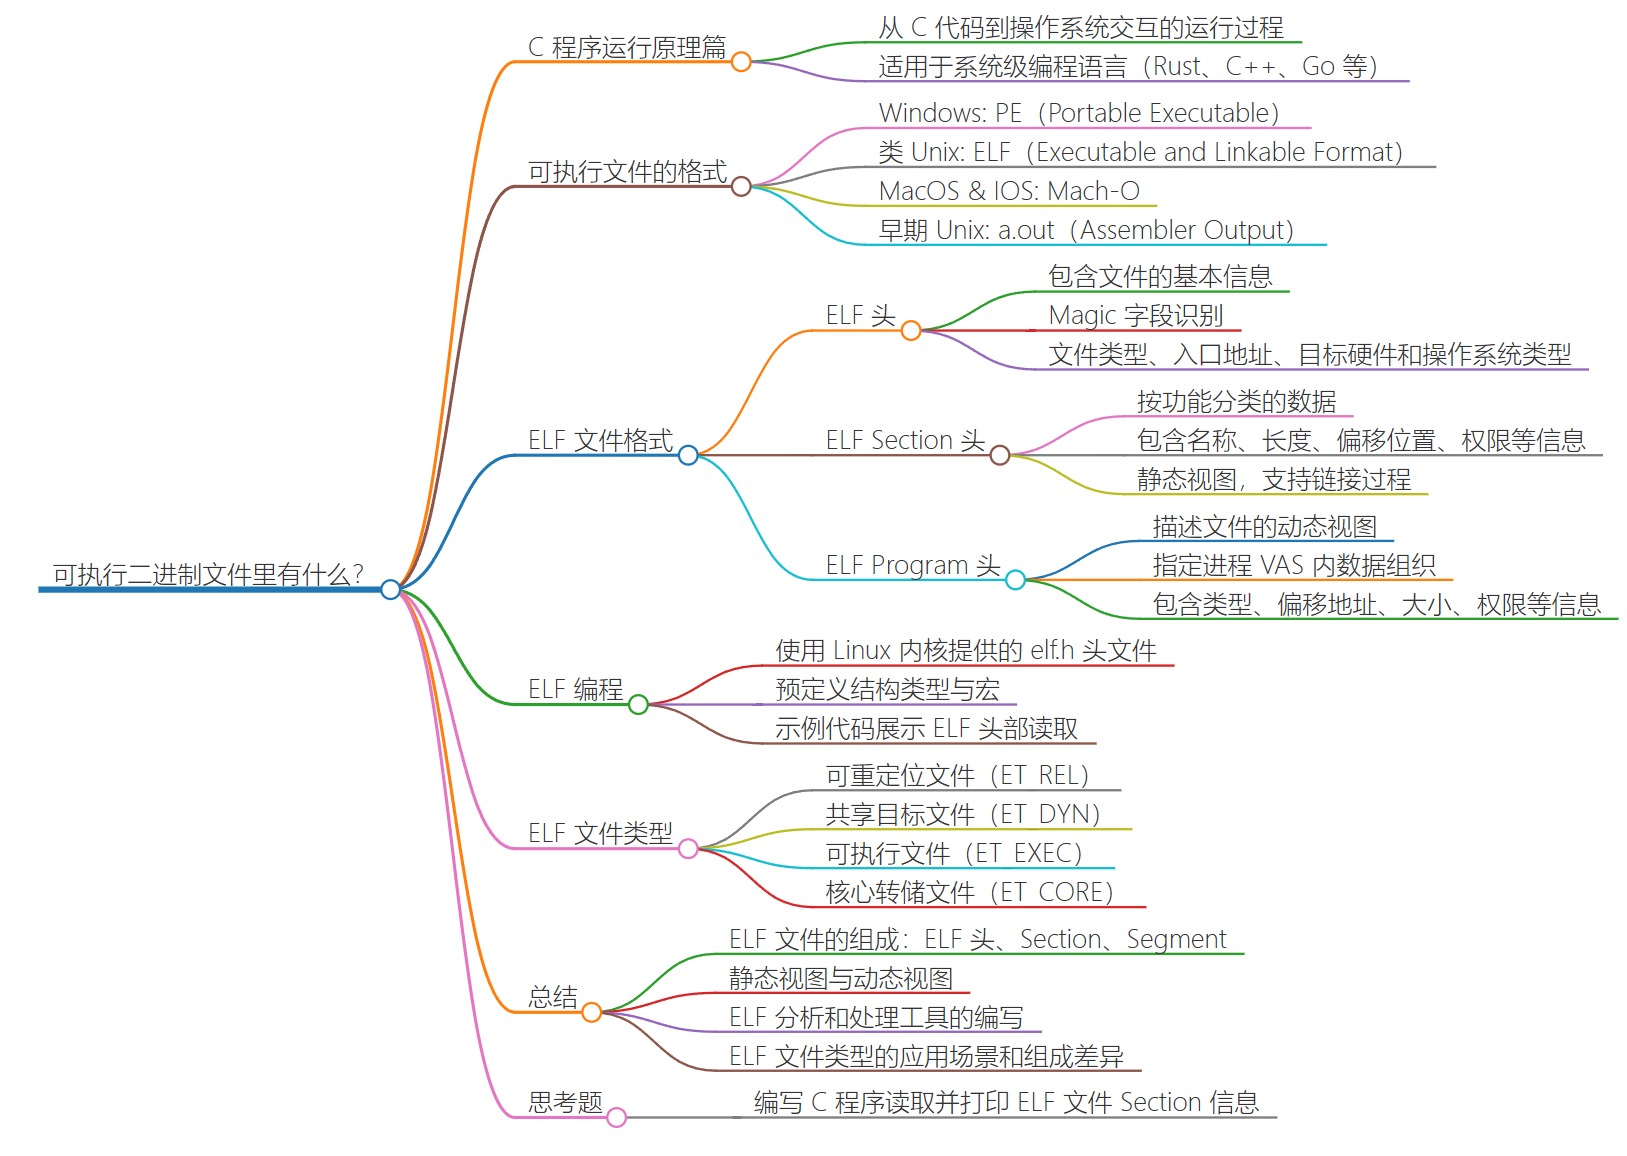 可执行二进制文件里有什么？
C 程序运行原理篇
从 C 代码到操作系统交互的运行过程
适用于系统级编程语言（Rust、C++、Go 等）
可执行文件的格式
Windows: PE（Portable Executable）
类 Unix: ELF（Executable and Linkable Format）
MacOS & IOS: Mach-O
早期 Unix: a.out（Assembler Output）
ELF 文件格式
ELF 头
包含文件的基本信息
Magic 字段识别
文件类型、入口地址、目标硬件和操作系统类型
ELF Section 头
按功能分类的数据
包含名称、长度、偏移位置、权限等信息
静态视图，支持链接过程
ELF Program 头
描述文件的动态视图
指定进程 VAS 内数据组织
包含类型、偏移地址、大小、权限等信息
ELF 编程
使用 Linux 内核提供的 elf.h 头文件
预定义结构类型与宏
示例代码展示 ELF 头部读取
ELF 文件类型
可重定位文件（ET_REL）
共享目标文件（ET_DYN）
可执行文件（ET_EXEC）
核心转储文件（ET_CORE）
总结
ELF 文件的组成：ELF 头、Section、Segment
静态视图与动态视图
ELF 分析和处理工具的编写
ELF 文件类型的应用场景和组成差异
思考题
编写 C 程序读取并打印 ELF 文件 Section 信息